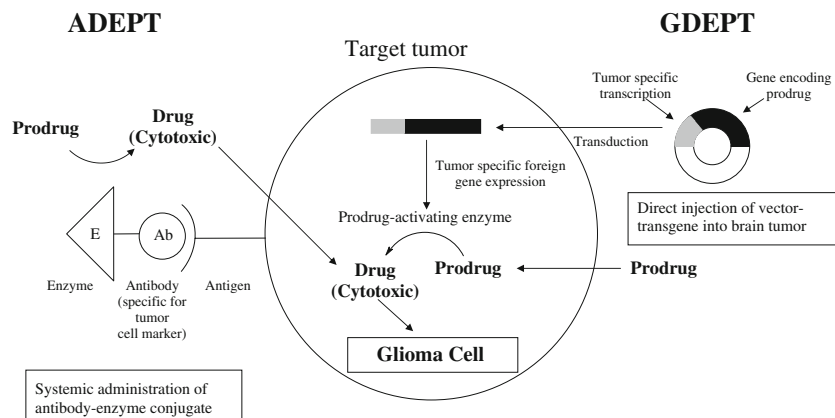 ADEPT
GDEPT
Target tumor
Tumor specific
transcription
Gene encoding
prodrug
Prodrug
Drug
(Cytotoxic)
Transduction
Tumor specific foreign
gene expression
Direct injection of vector-
transgene into brain tumor
Prodrug-activating enzyme
E
Ab
Enzyme
Antibody
(specific for
tumor
cell marker)
Antigen
Drug
(Cytotoxic)
Prodrug
Prodrug
Glioma Cell
Systemic administration of
antibody-enzyme conjugate